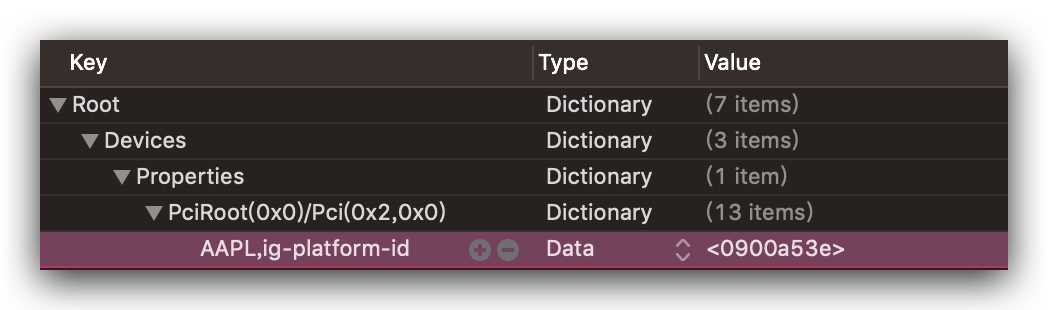 Key Type Value
Root Dictionary (7 items)
Devices Dictionary (3 items)
Properties Dictionary (1 item)
PciRoot(0x0)/Pci(0x2,0x0) Dictionary (13 items)
AAPL,ig-platform-id Data <0900a53e>